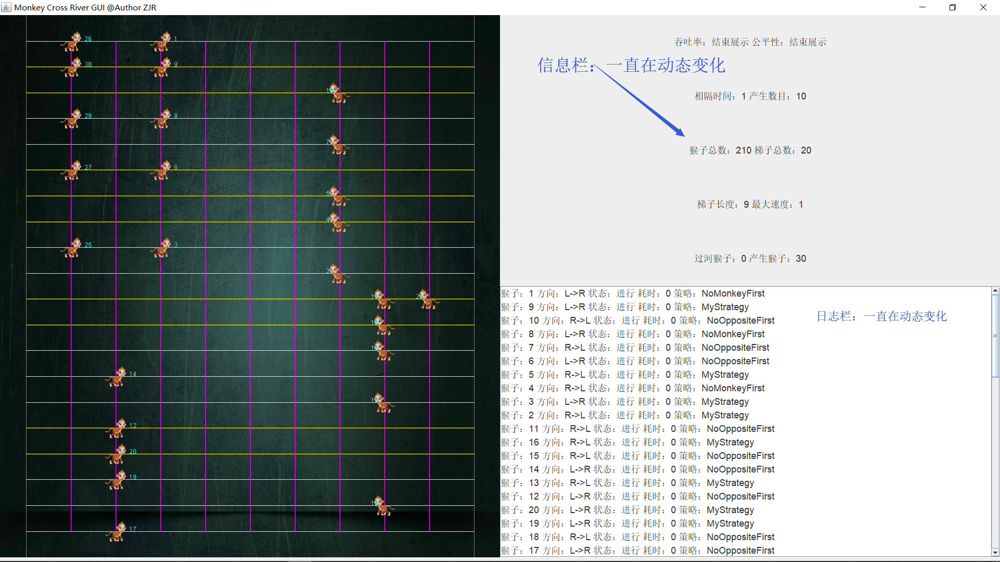 Monkey Cross River GUI @Author ZJR
26 1
30 9
29 8
7
27 6
5
4
25 3
2
14
12
20
19
17
吞吐率：结束展示 公平性：结束展示
信息栏：一直在动态变化
相隔时间：1 产生数目：10
猴子总数：210 梯子总数：20
梯子长度：9 最大速度：1
过河猴子：0 产生猴子：30
日志栏：一直在动态变化
猴子：1 方向：L->R 状态：进行 耗时：0 策略：NoMonkeyFirst
猴子：9 方向：L->R 状态：进行 耗时：0 策略：MyStrategy
猴子：10 方向：R->L 状态：进行 耗时：0 策略：NoOppositeFirst
猴子：8 方向：L->R 状态：进行 耗时：0 策略：NoMonkeyFirst
猴子：7 方向：R->L 状态：进行 耗时：0 策略：NoOppositeFirst
猴子：6 方向：L->R 状态：进行 耗时：0 策略：NoOppositeFirst
猴子：5 方向：R->L 状态：进行 耗时：0 策略：MyStrategy
猴子：4 方向：R->L 状态：进行 耗时：0 策略：NoMonkeyFirst
猴子：3 方向：L->R 状态：进行 耗时：0 策略：MyStrategy
猴子：2 方向：R->L 状态：进行 耗时：0 策略：MyStrategy
猴子：11 方向：R->L 状态：进行 耗时：0 策略：NoOppositeFirst
猴子：16 方向：R->L 状态：进行 耗时：0 策略：MyStrategy
猴子：15 方向：R->L 状态：进行 耗时：0 策略：NoOppositeFirst
猴子：14 方向：L->R 状态：进行 耗时：0 策略：NoOppositeFirst
猴子：13 方向：R->L 状态：进行 耗时：0 策略：MyStrategy
猴子：12 方向：L->R 状态：进行 耗时：0 策略：NoOppositeFirst
猴子：20 方向：L->R 状态：进行 耗时：0 策略：MyStrategy
猴子：19 方向：L->R 状态：进行 耗时：0 策略：MyStrategy
猴子：18 方向：R->L 状态：进行 耗时：0 策略：NoOppositeFirst
猴子：17 方向：L->R 状态：进行 耗时：0 策略：NoOppositeFirst